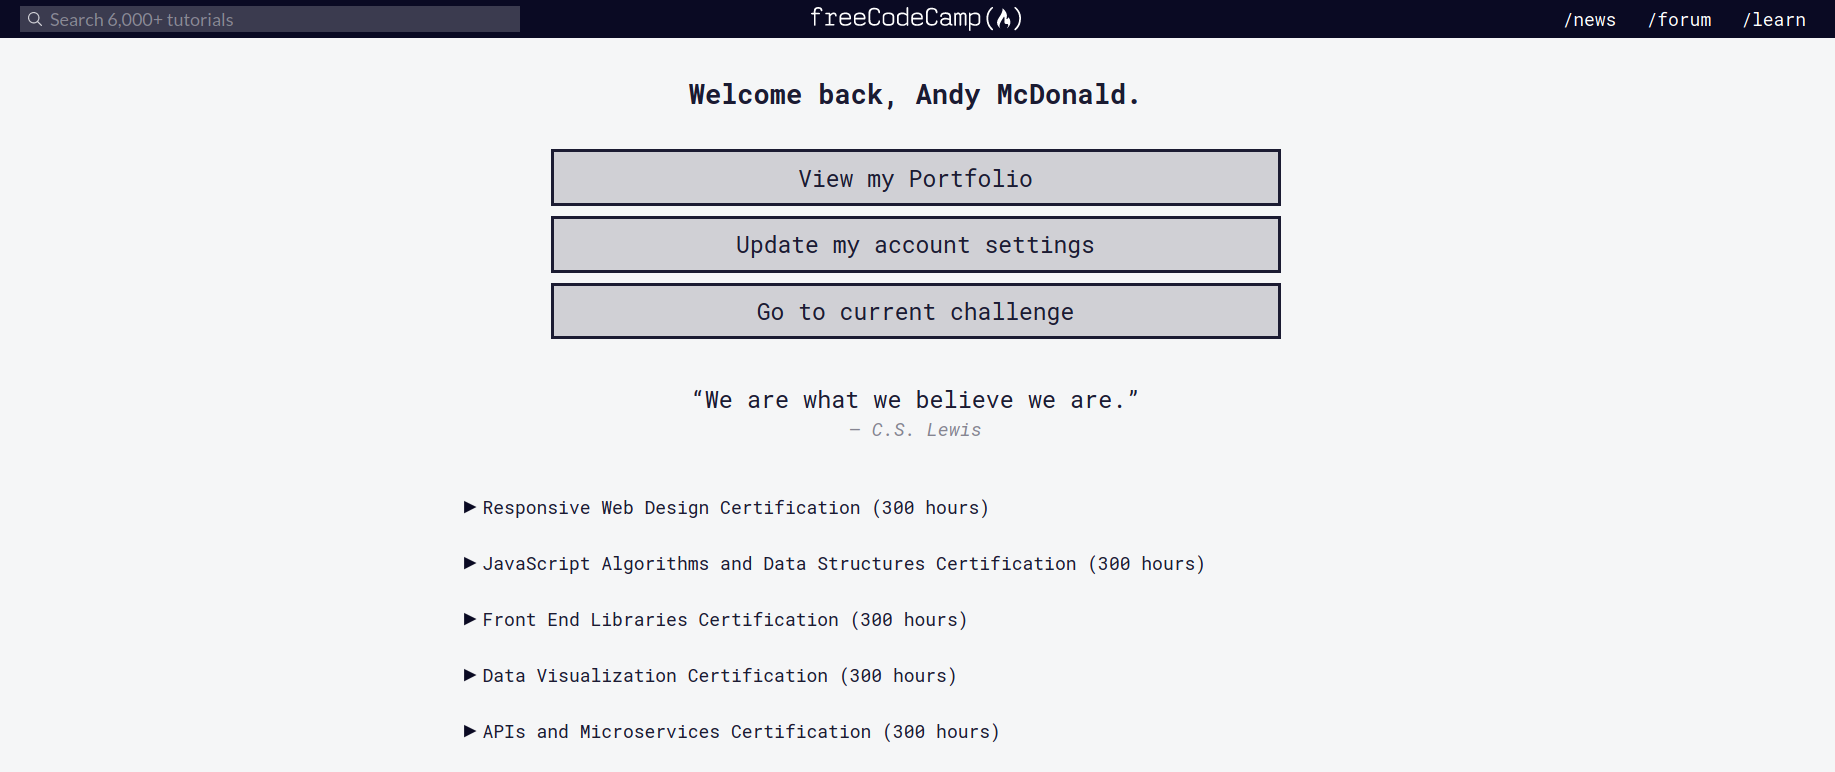 Search 6,000+ tutorials
freeCodeCamp
/news /forum /learn
Welcome back, Andy McDonald.
View my Portfolio
Update my account settings
Go to current challenge
“We are what we believe we are.”
— C.S. Lewis
Responsive Web Design Certification (300 hours)
JavaScript Algorithms and Data Structures Certification (300 hours)
Front End Libraries Certification (300 hours)
Data Visualization Certification (300 hours)
APIs and Microservices Certification (300 hours)